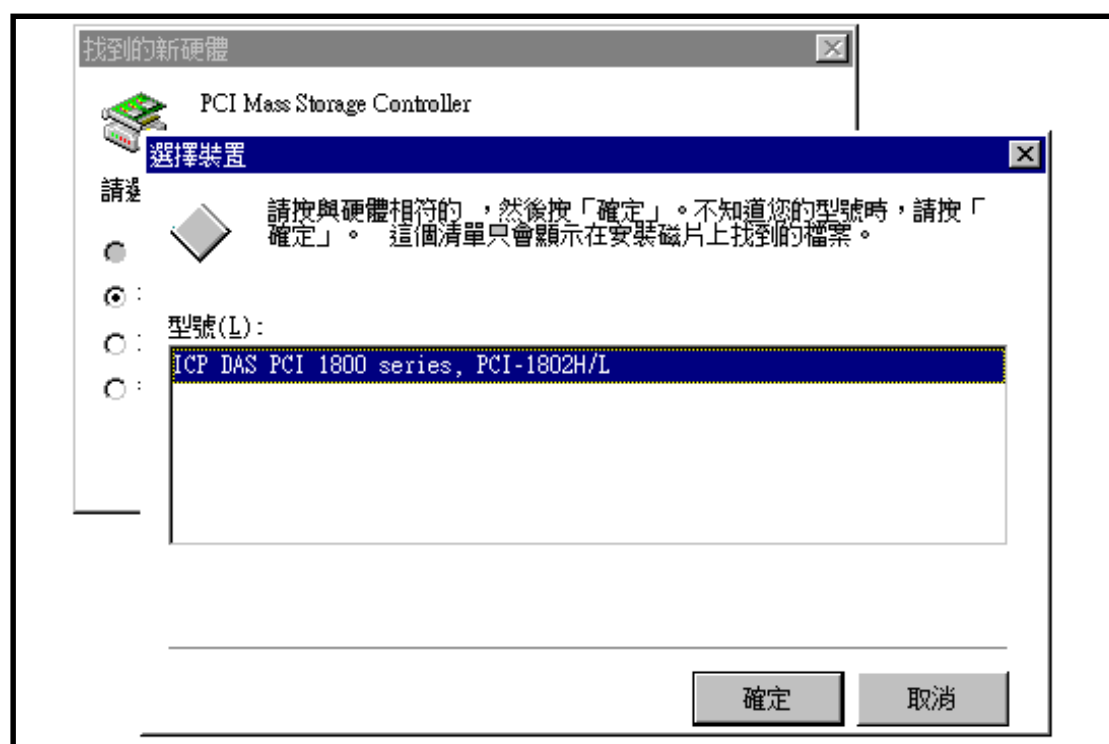 找到的新硬體
PCI Mass Storage Controller
選擇裝置
請選
請按與硬體相符的 ,然後按「確定」。不知道您的型號時,請按「
確定」。 這個清單只會顯示在安裝磁片上找到的檔案。
型號(L):
ICP DAS PCI 1800 series, PCI-1802H/L
確定
取消